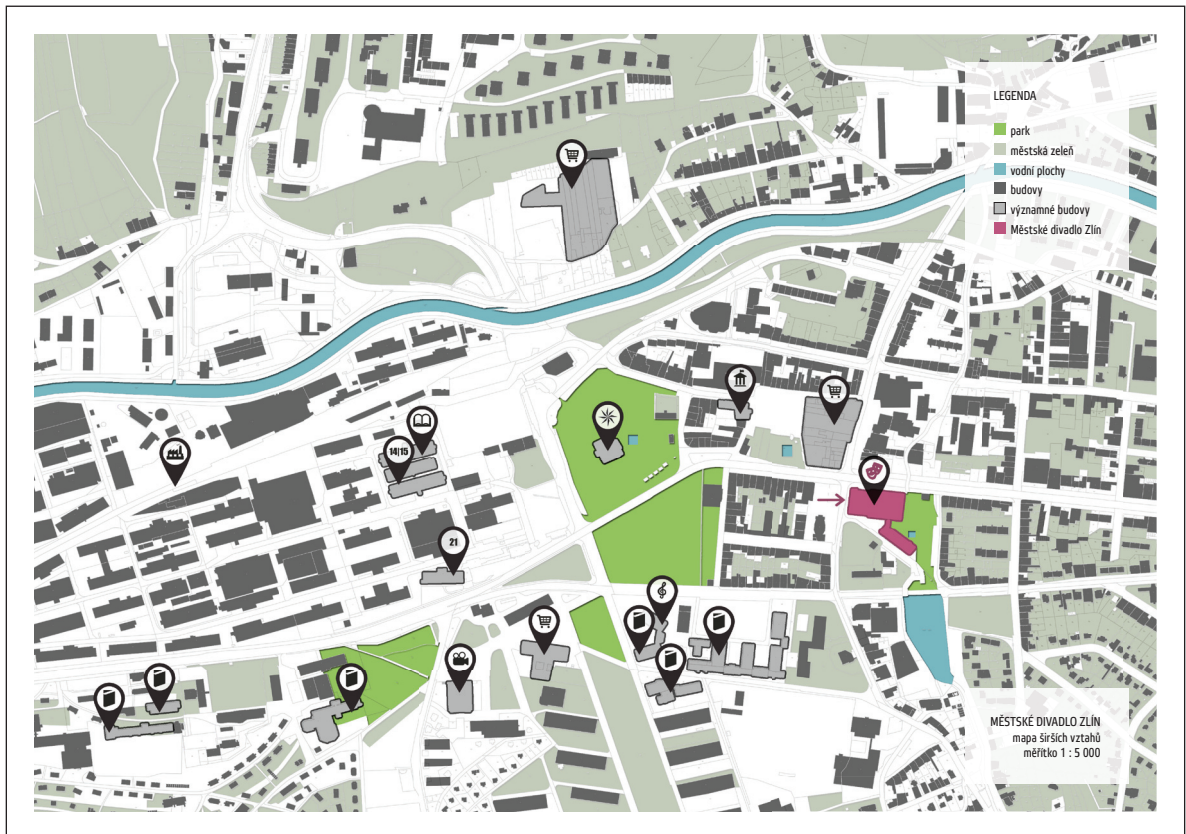 LEGENDA
park
městská zeleň
vodní plochy
budovy
významné budovy
Městské divadlo Zlín
14|15
21
MĚSTSKÉ DIVADLO ZLÍN
mapa širších vztahů
měřítko 1 : 5 000